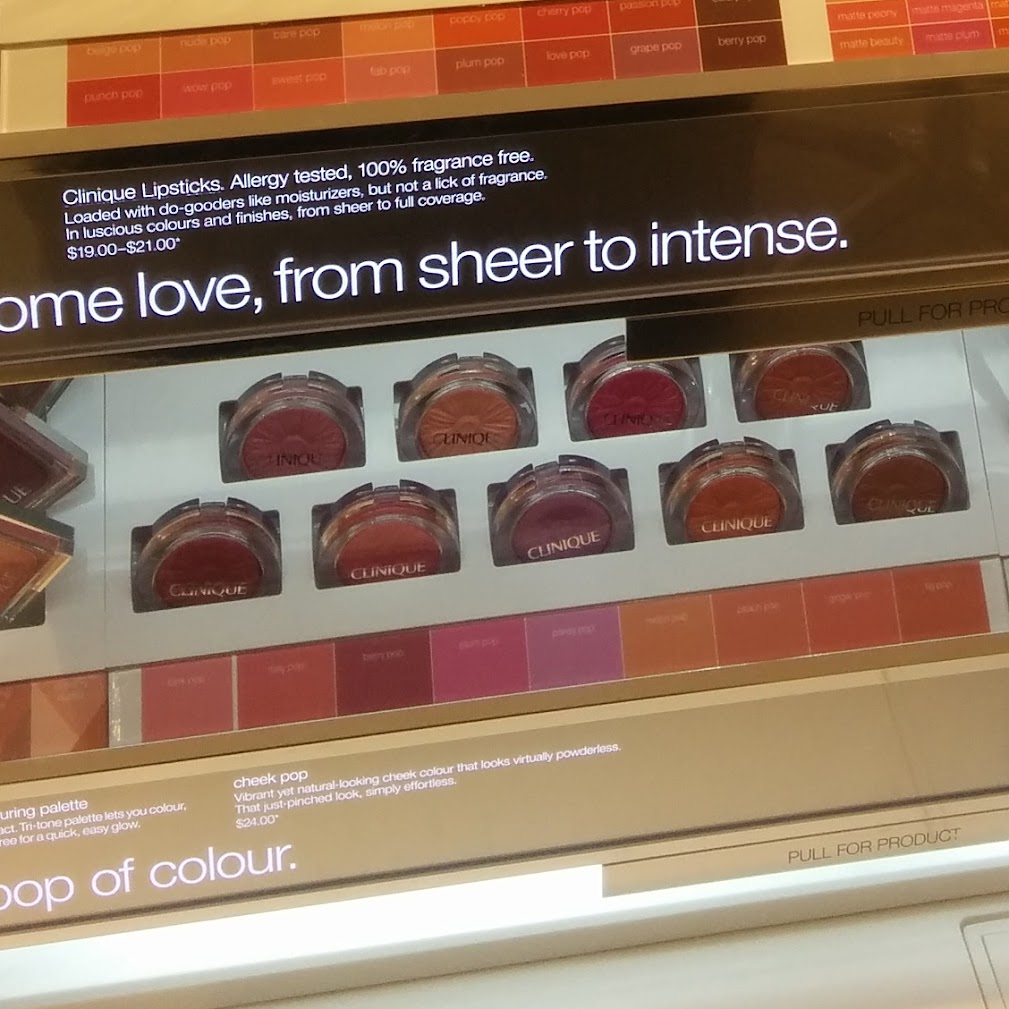 beige pop nude pop bare pop melon pop poppy pop cherry pop passion pop
punch pop wow pop sweet pop fab pop plum pop love pop grape pop berry pop
matte peony matte magenta
matte beauty matte plum
Clinique Lipsticks. Allergy tested, 100% fragrance free.
Loaded with do-gooders like moisturizers, but not a lick of fragrance.
In luscious colours and finishes, from sheer to full coverage.
$19.00–$21.00*
ome love, from sheer to intense.
PULL FOR PRO
CLINIQUE
CLINIQUE
CLINIQUE
CLINIQUE
CLINIQUE
CLINIQUE
CLINIQUE
CLINIQUE
CLINIQUE
berry pop plum pop pansy pop melon pop peach pop ginger pop fig pop
uring palette
act. Tri-tone palette lets you colour,
ree for a quick, easy glow.
cheek pop
Vibrant yet natural-looking cheek colour that looks virtually powderless.
That just-pinched look, simply effortless.
$24.00*
pop of colour.
PULL FOR PRODUCT